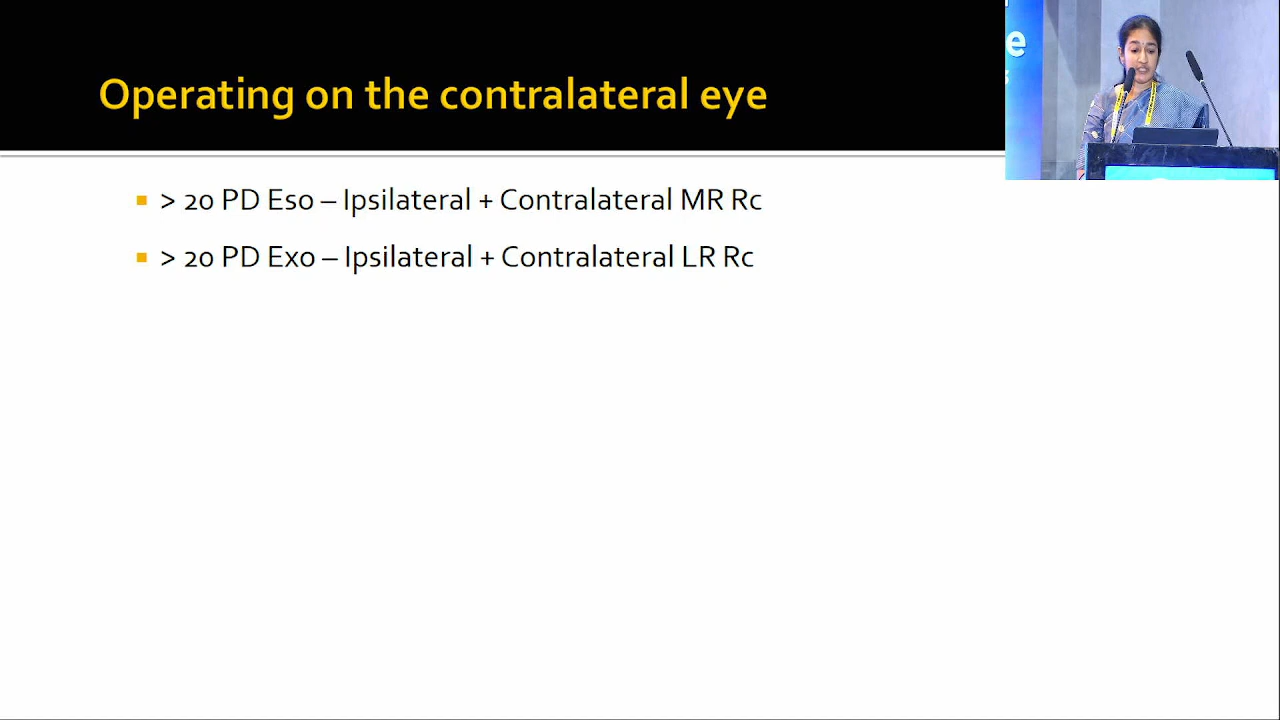 Operating on the contralateral eye
> 20 PD Eso – Ipsilateral + Contralateral MR Rc
> 20 PD Exo – Ipsilateral + Contralateral LR Rc